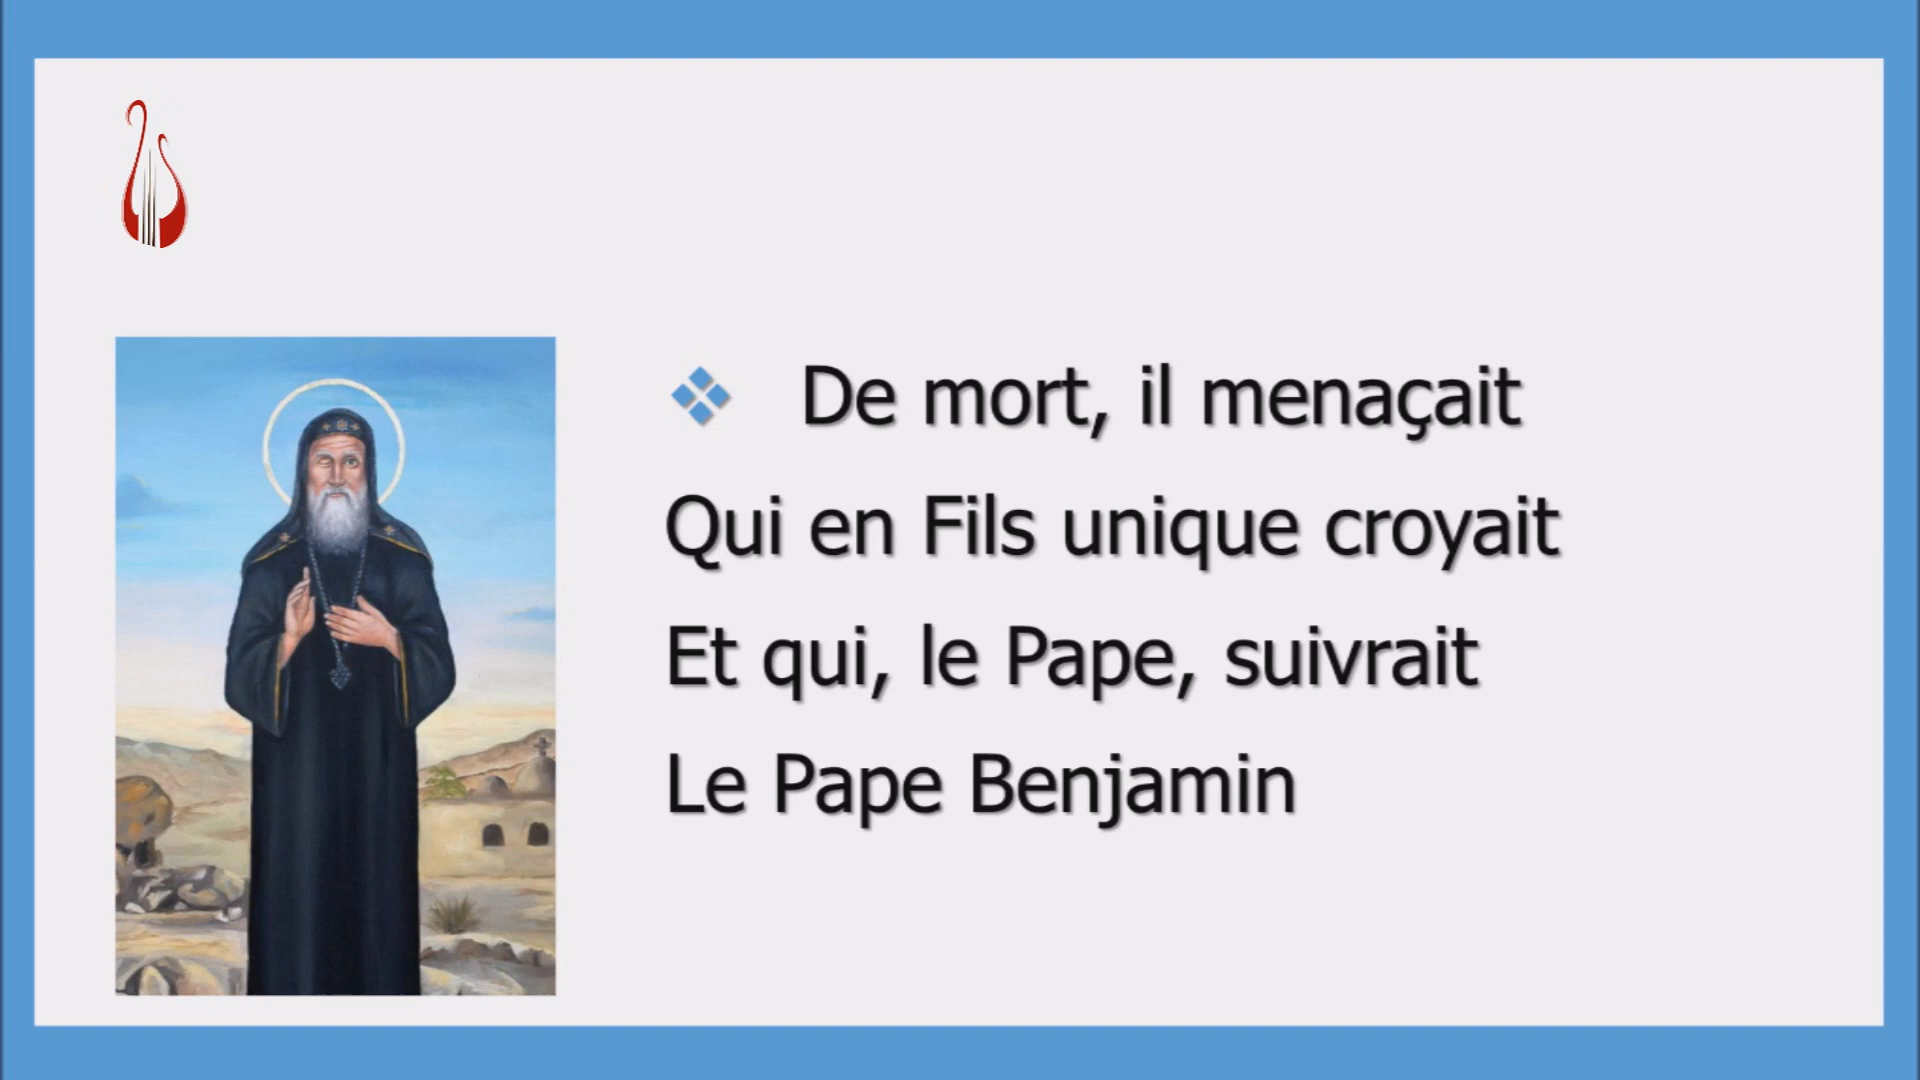 ❖ De mort, il menaçait
Qui en Fils unique croyait
Et qui, le Pape, suivrait
Le Pape Benjamin